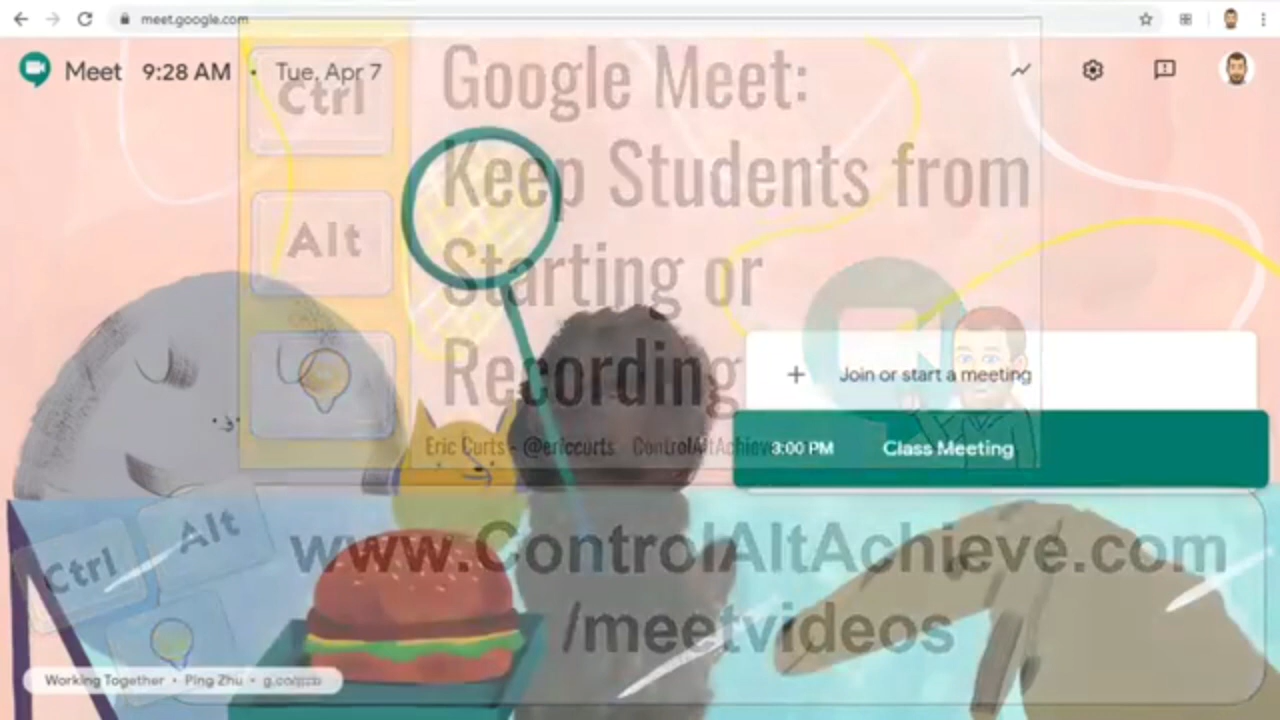 meet.google.com
Meet 9:28 AM • Tue, Apr 7
Ctrl
Alt
Google Meet:
Keep Students from
Starting or
Recording
Join or start a meeting
Eric Curts - @ericcurts
3:00 PM Class Meeting
Ctrl
Alt
www.ControlAltAchieve.com
/meetvideos
Working Together • Ping Zhu •